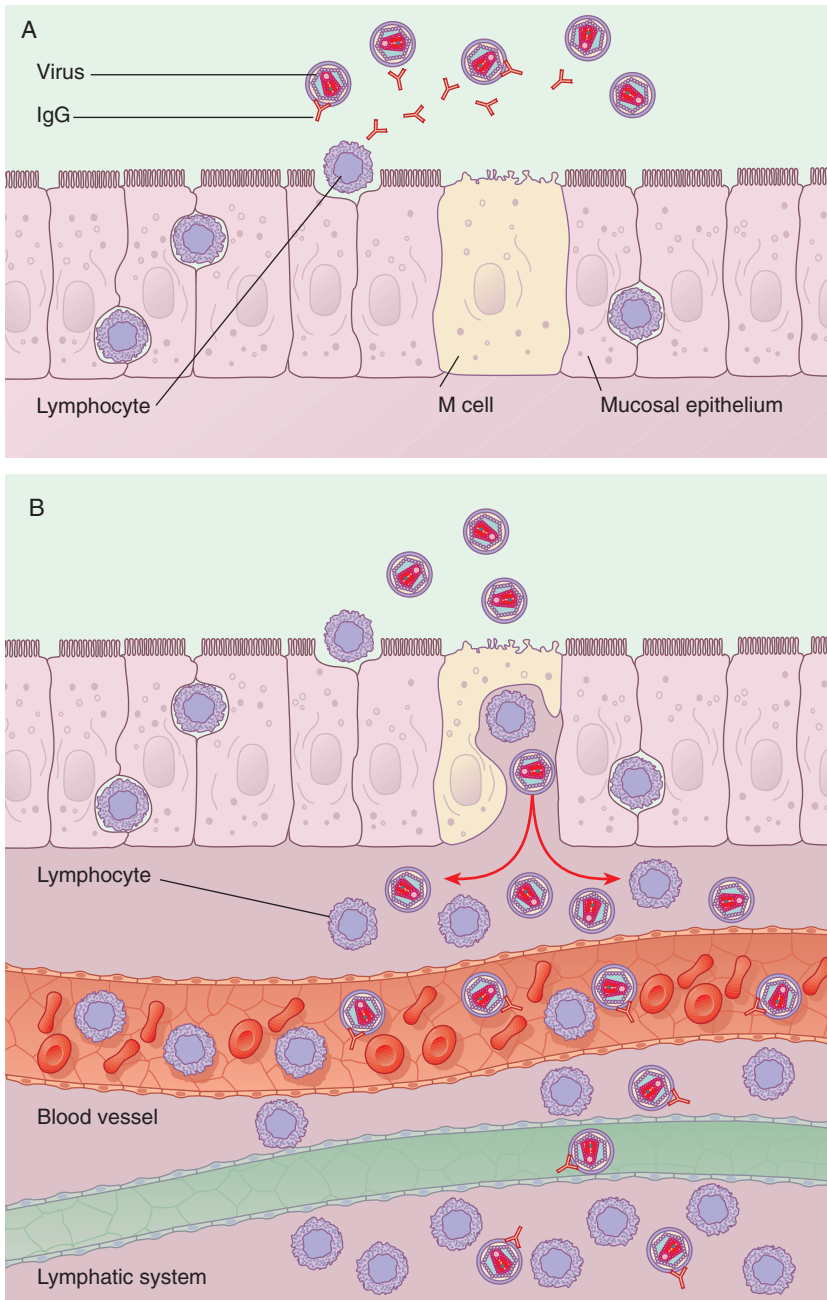 A
Virus
IgG
Lymphocyte
M cell
Mucosal epithelium
B
Lymphocyte
Blood vessel
Lymphatic system